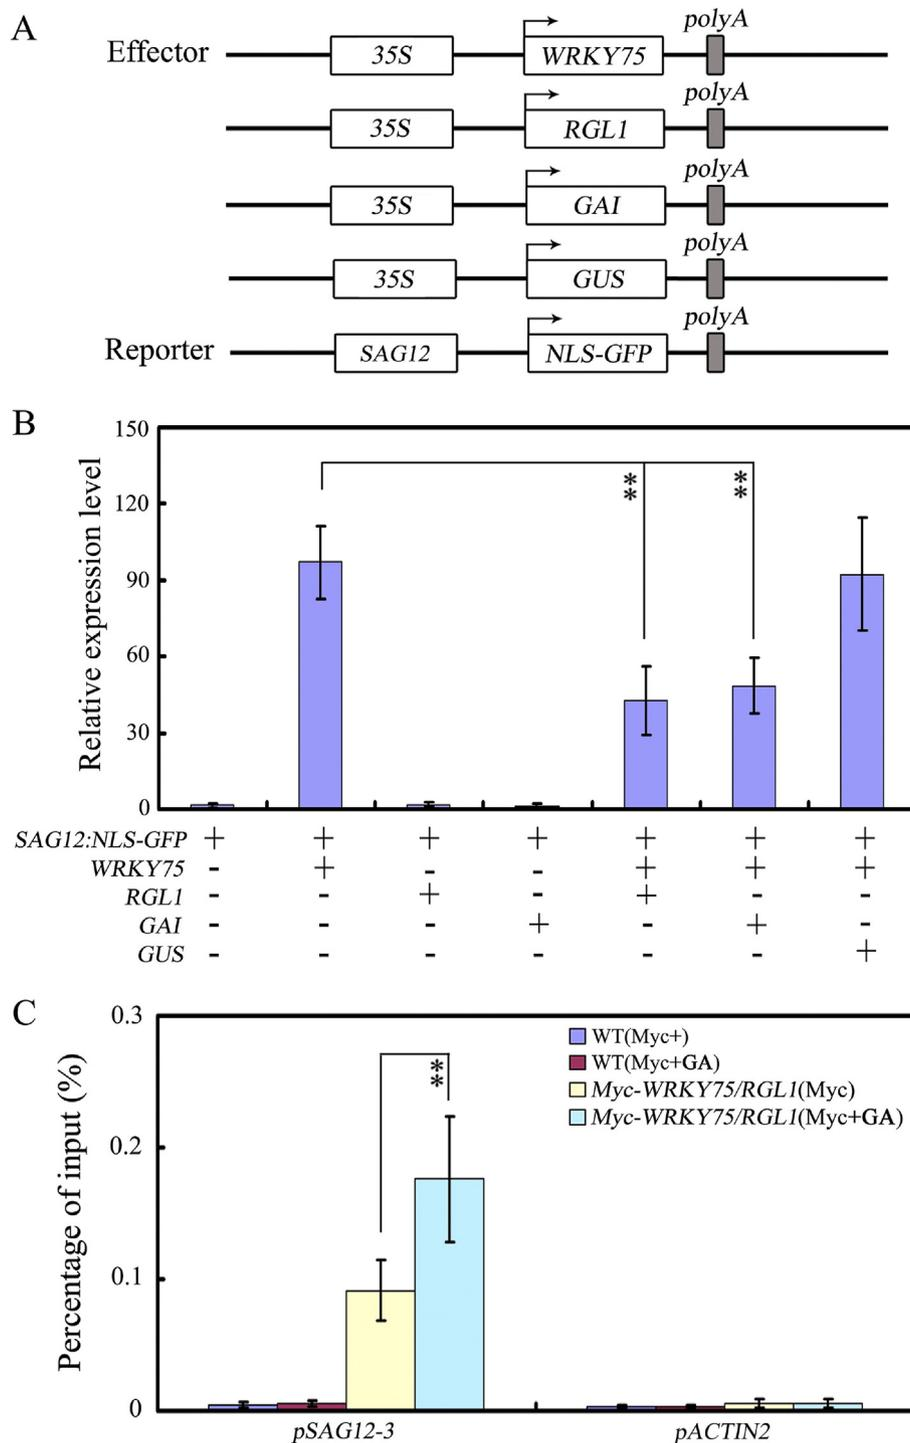 A
polyA
Effector 35S WRKY75
polyA
35S RGL1
polyA
35S GAI
polyA
35S GUS
polyA
Reporter SAG12 NLS-GFP
B
Relative expression level
150
120
90
60
30
0
** **
SAG12:NLS-GFP + + + + + + +
WRKY75 - + - - + + +
RGL1 - - + - + - -
GAI - - - + - + -
GUS - - - - - - +
C
Percentage of input (%)
0.3
0.2
0.1
0
**
WT(Myc+)
WT(Myc+GA)
Myc-WRKY75/RGL1(Myc)
Myc-WRKY75/RGL1(Myc+GA)
pSAG12-3 pACTIN2